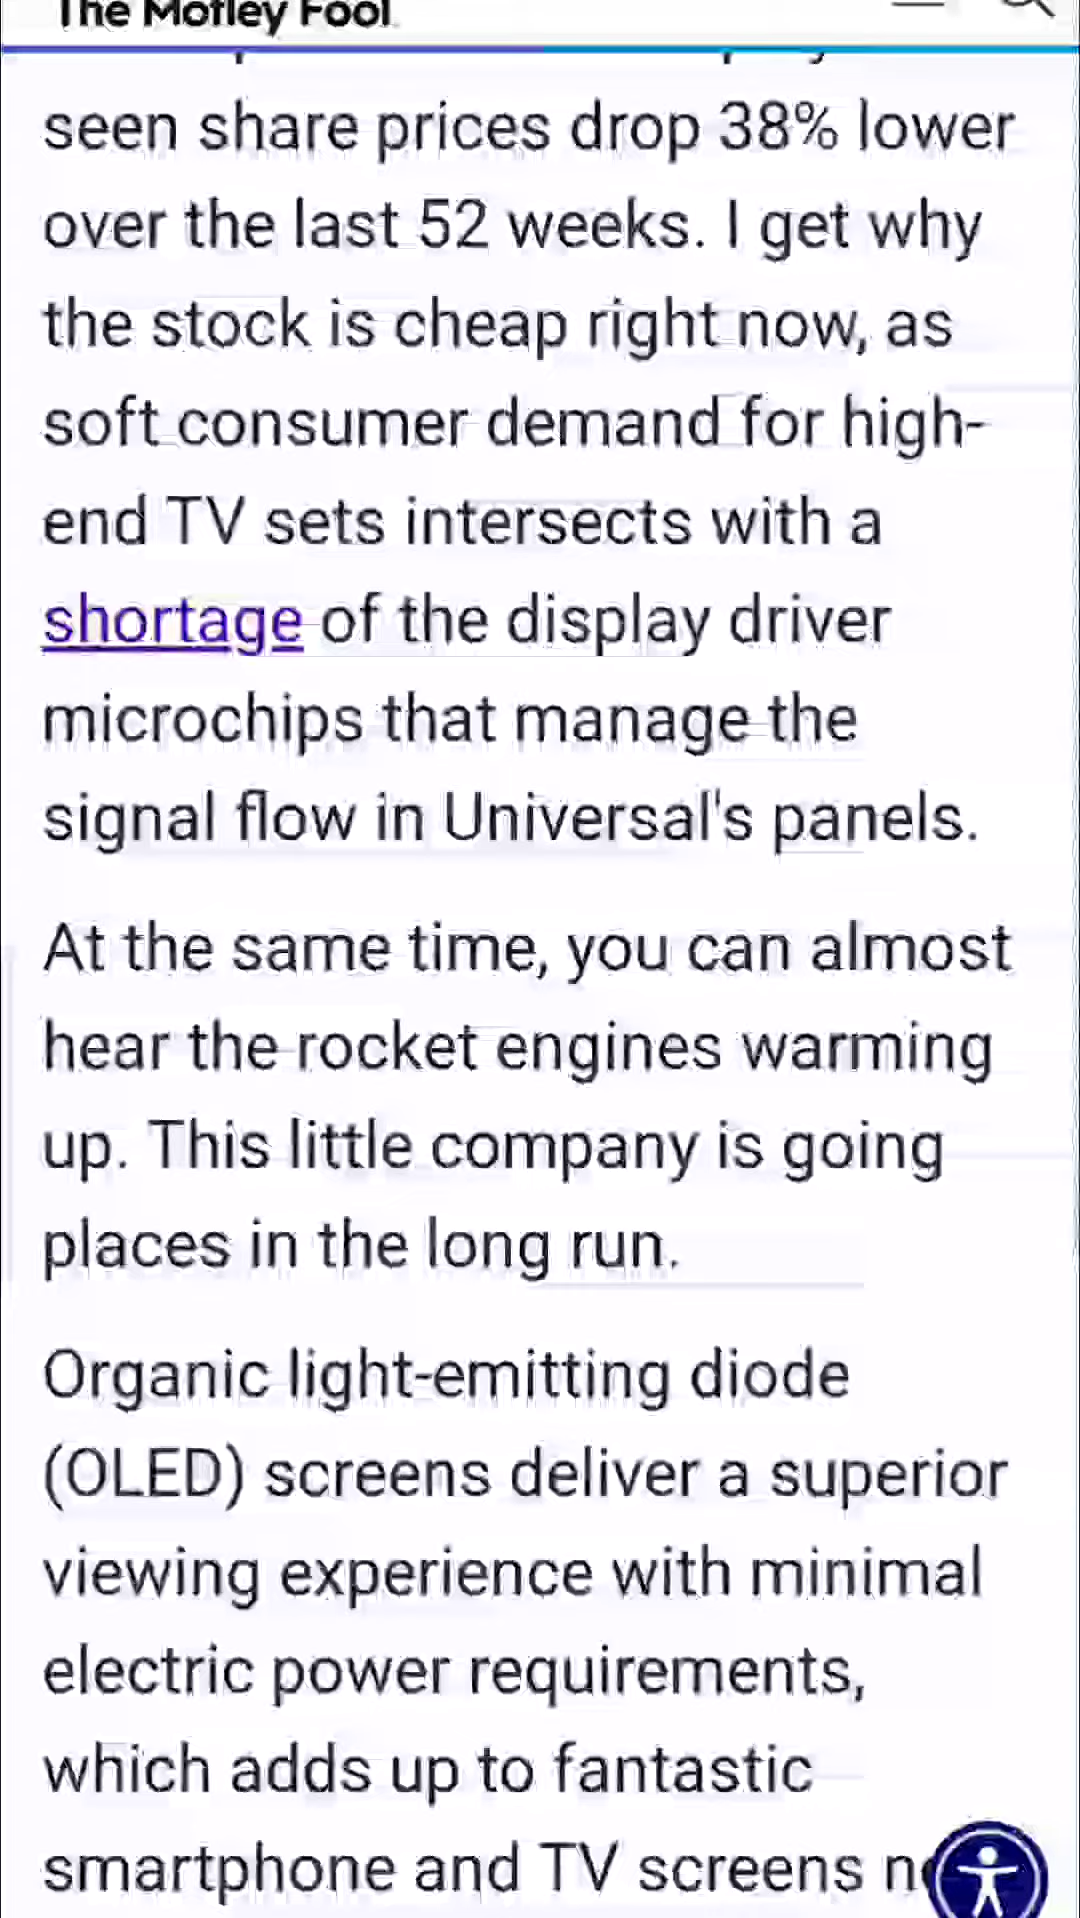 The Motley Fool
seen share prices drop 38% lower
over the last 52 weeks. I get why
the stock is cheap right now, as
soft consumer demand for high-
end TV sets intersects with a
shortage of the display driver
microchips that manage the
signal flow in Universal's panels.
At the same time, you can almost
hear the rocket engines warming
up. This little company is going
places in the long run.
Organic light-emitting diode
(OLED) screens deliver a superior
viewing experience with minimal
electric power requirements,
which adds up to fantastic
smartphone and TV screens